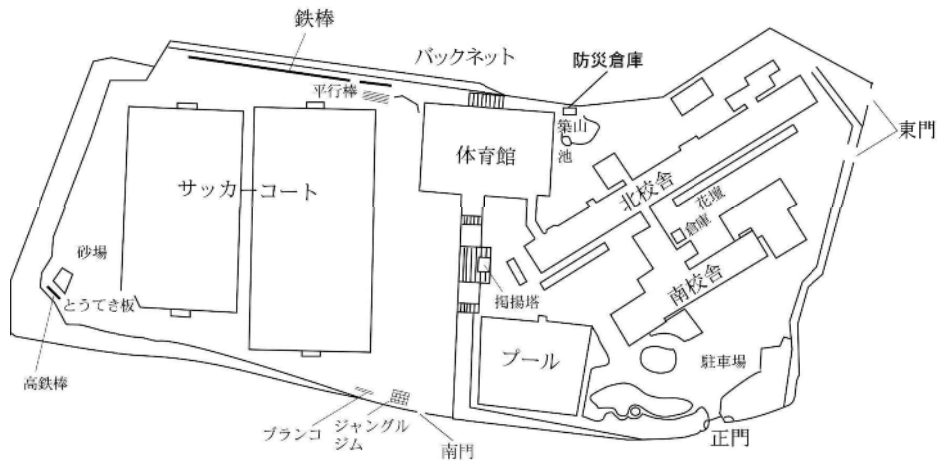 鉄棒
バックネット
防災倉庫
平行棒
築山
池
体育館
東門
サッカーコート
北校舎
花壇
倉庫
砂場
南校舎
とうてき板
掲揚塔
プール
駐車場
高鉄棒
ブランコ
ジャングル
ジム
南門
正門